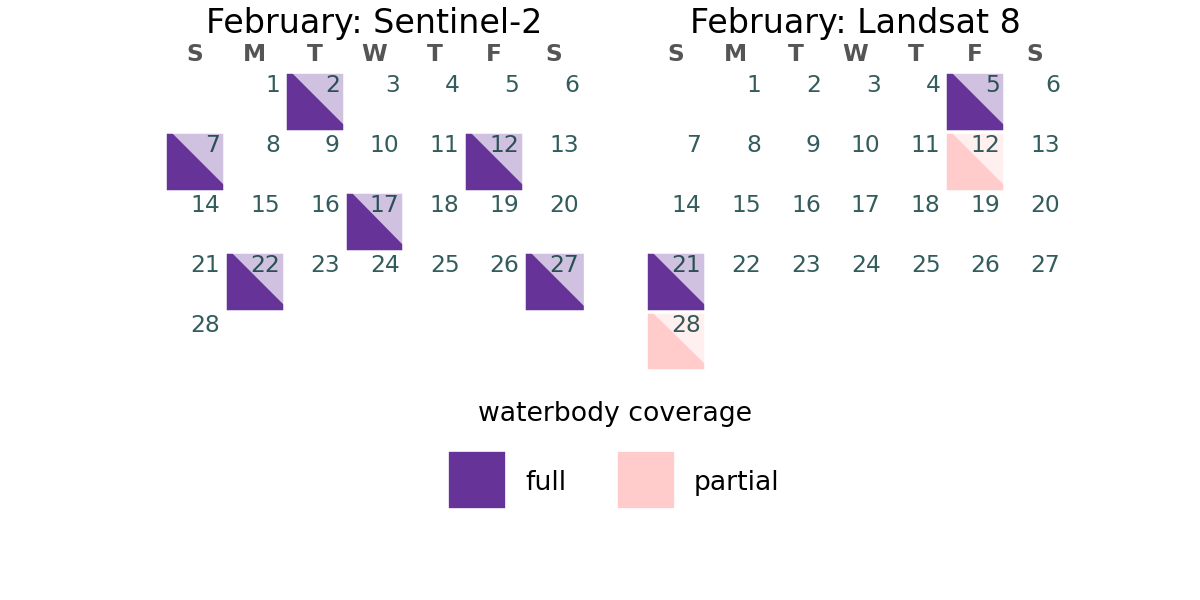 February: Sentinel-2
S M T W T F S
1 2 3 4 5 6
7 8 9 10 11 12 13
14 15 16 17 18 19 20
21 22 23 24 25 26 27
28
February: Landsat 8
S M T W T F S
1 2 3 4 5 6
7 8 9 10 11 12 13
14 15 16 17 18 19 20
21 22 23 24 25 26 27
28
waterbody coverage
full partial